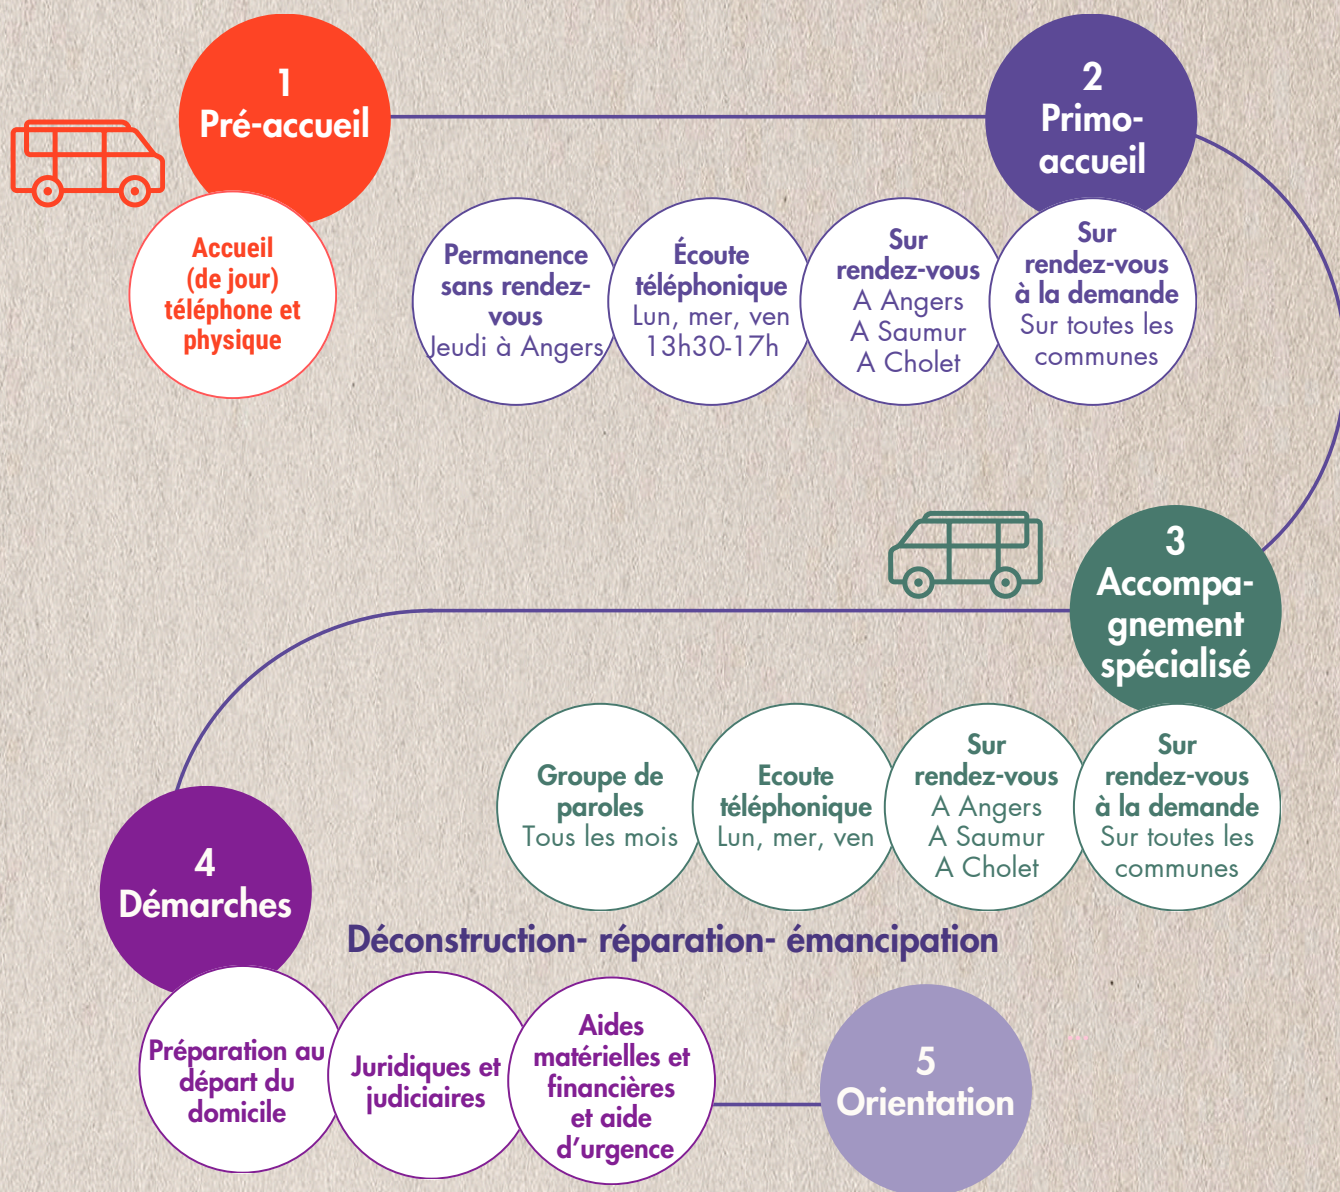 1
Pré-accueil
Accueil
(de jour)
téléphone et
physique
2
Primo-
accueil
Permanence
sans rendez-
vous
Jeudi à Angers
Écoute
téléphonique
Lun, mer, ven
13h30-17h
Sur
rendez-vous
A Angers
A Saumur
A Cholet
Sur
rendez-vous
à la demande
Sur toutes les
communes
3
Accompa-
gnement
spécialisé
Groupe de
paroles
Tous les mois
Ecoute
téléphonique
Lun, mer, ven
Sur
rendez-vous
A Angers
A Saumur
A Cholet
Sur
rendez-vous
à la demande
Sur toutes les
communes
4
Démarches
Déconstruction- réparation- émancipation
Préparation au
départ du
domicile
Juridiques et
judiciaires
Aides
matérielles et
financières
et aide
d’urgence
5
Orientation